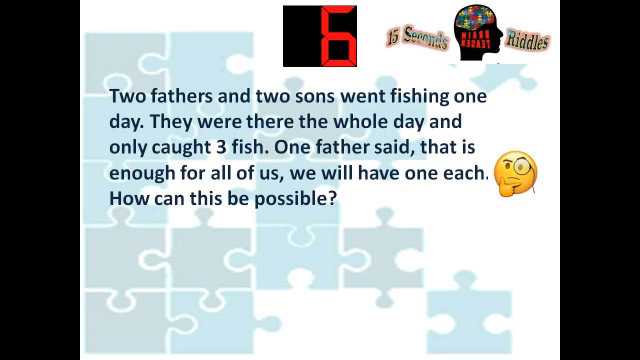 6
15 Seconds Riddles
BRAIN
TEASER
Two fathers and two sons went fishing one
day. They were there the whole day and
only caught 3 fish. One father said, that is
enough for all of us, we will have one each.
How can this be possible?